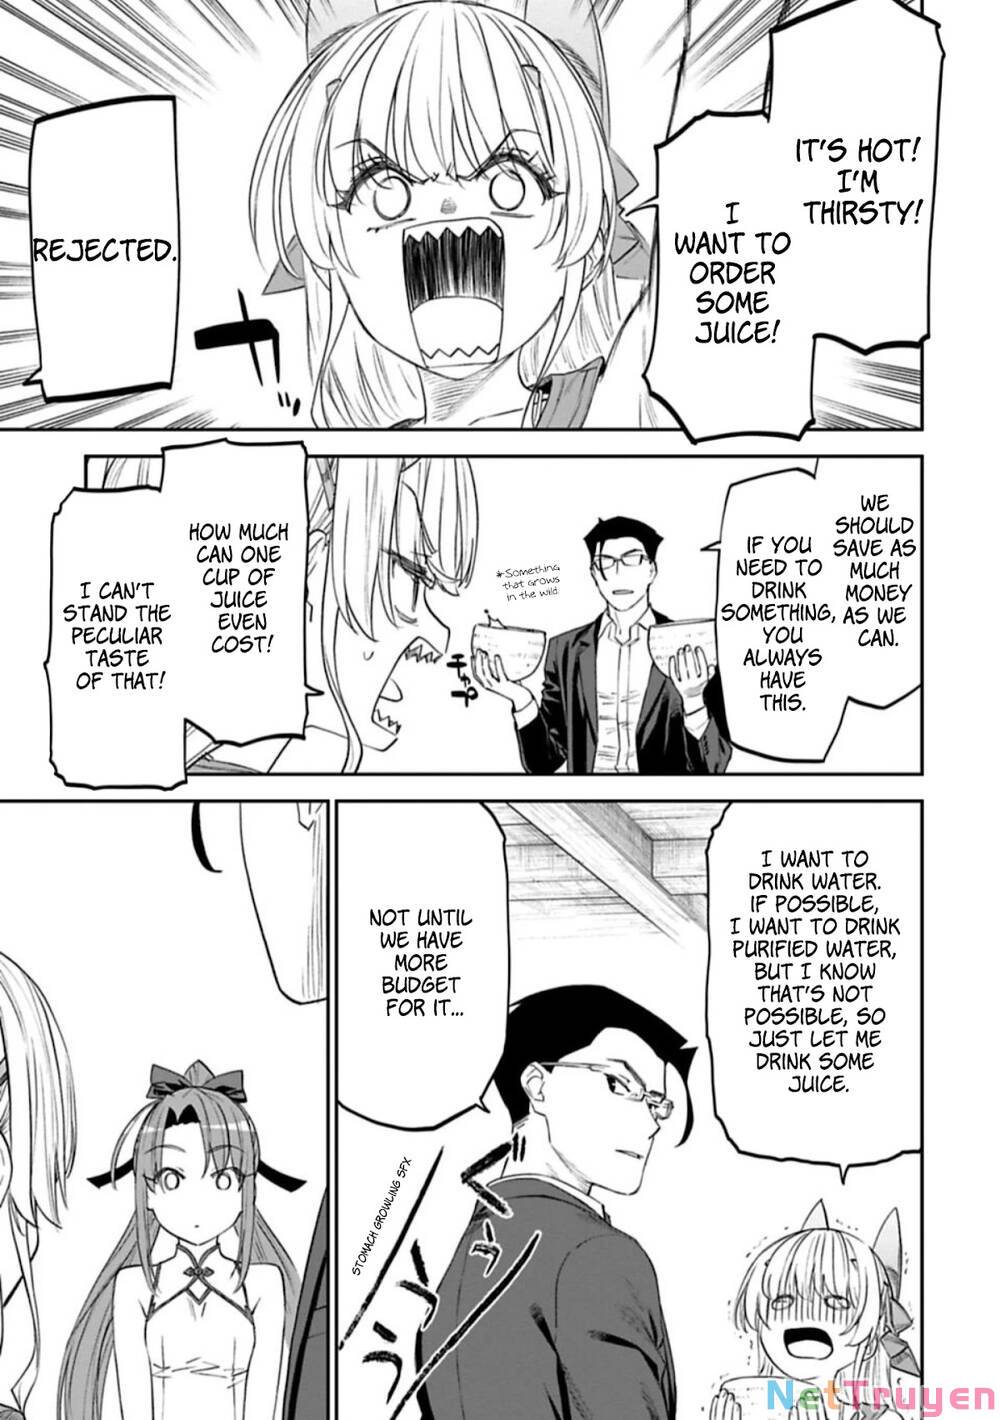 IT'S HOT!
I'M
THIRSTY!
I
WANT TO
ORDER
SOME
JUICE!
REJECTED.
WE
SHOULD
SAVE AS
MUCH
MONEY
AS WE
CAN.
IF YOU
NEED TO
DRINK
SOMETHING,
YOU
ALWAYS
HAVE
THIS.
*Something
that grows
in the wild
チャプ
HOW MUCH
CAN ONE
CUP OF
JUICE
EVEN
COST!
I CAN'T
STAND THE
PECULIAR
TASTE
OF THAT!
I WANT TO
DRINK WATER.
IF POSSIBLE,
I WANT TO DRINK
PURIFIED WATER,
BUT I KNOW
THAT'S NOT
POSSIBLE, SO
JUST LET ME
DRINK SOME
JUICE.
NOT UNTIL
WE HAVE
MORE
BUDGET
FOR IT...
STOMACH GROWLING SFX
NetTruyen